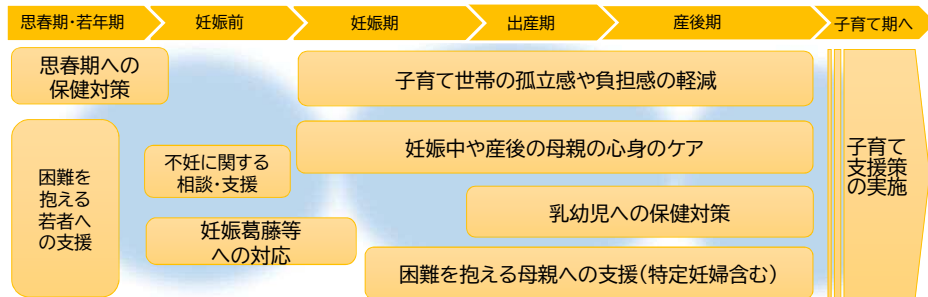 思春期・若年期
妊娠前
妊娠期
出産期
産後期
子育て期へ
思春期への
保健対策
子育て世帯の孤立感や負担感の軽減
妊娠中や産後の母親の心身のケア
困難を
抱える
若者へ
の支援
不妊に関する
相談・支援
乳幼児への保健対策
妊娠葛藤等
への対応
困難を抱える母親への支援(特定妊婦含む)
子育て
支援策
の実施